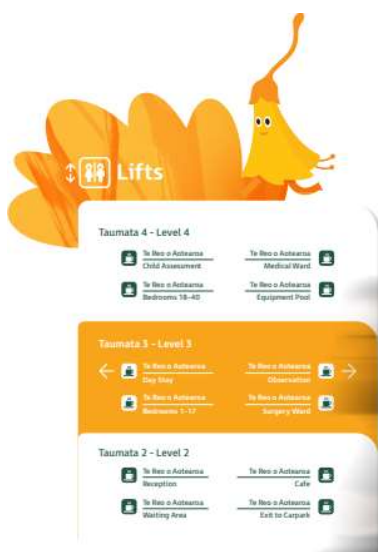 Lifts
Taumata 4 - Level 4
Te Reo o Aotearoa
Child Assessment
Te Reo o Aotearoa
Medical Ward
Te Reo o Aotearoa
Bedrooms 18-40
Te Reo o Aotearoa
Equipment Pool
Taumata 3 - Level 3
Te Reo o Aotearoa
Day Stay
Te Reo o Aotearoa
Observation
Te Reo o Aotearoa
Bedrooms 1-17
Te Reo o Aotearoa
Surgery Ward
Taumata 2 - Level 2
Te Reo o Aotearoa
Reception
Te Reo o Aotearoa
Cafe
Te Reo o Aotearoa
Waiting Area
Te Reo o Aotearoa
Exit to Carpark